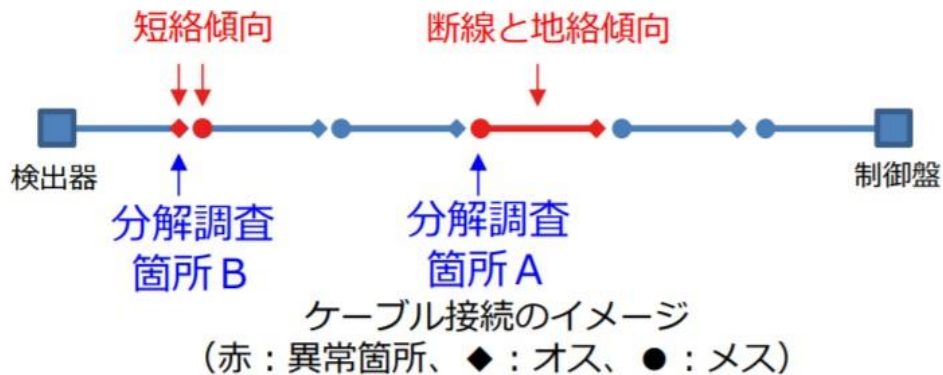 短絡傾向
断線と地絡傾向
検出器
制御盤
分解調査
箇所B
分解調査
箇所A
ケーブル接続のイメージ
（赤：異常箇所、◆：オス、●：メス）